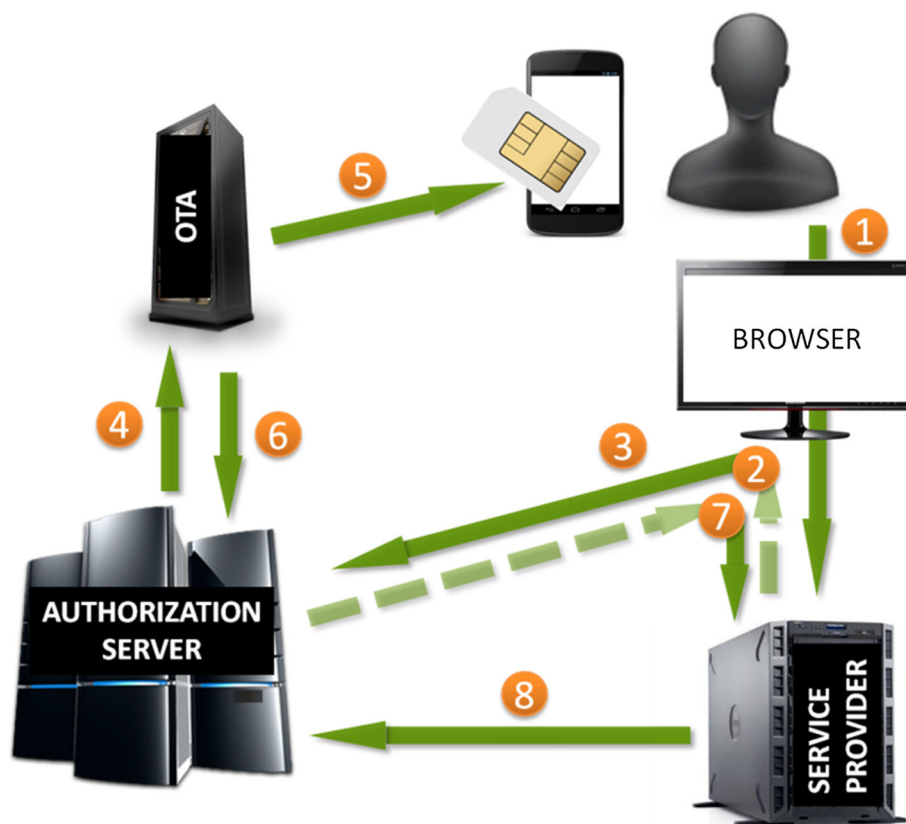 1
5
OTA
BROWSER
4
6
3
2
7
AUTHORIZATION
SERVER
8
SERVICE
PROVIDER